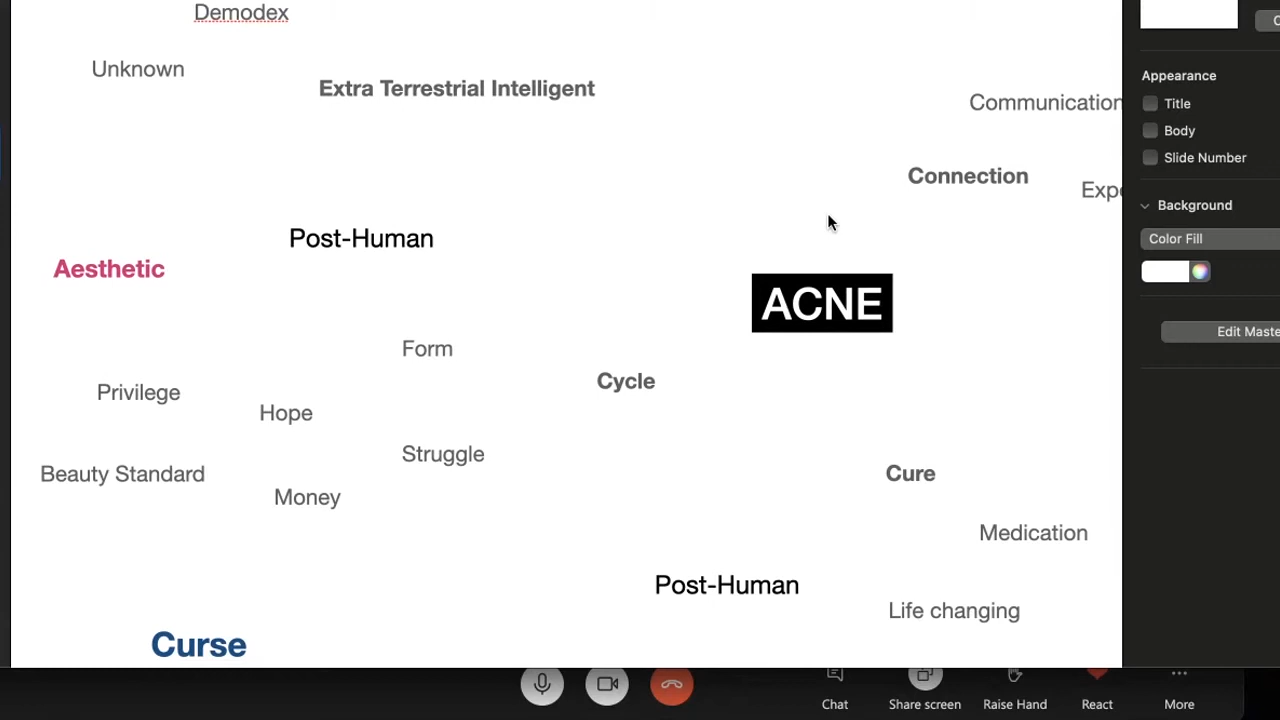 Demodex
Unknown
Extra Terrestrial Intelligent
Communication
Connection
Post-Human
Aesthetic
ACNE
Form
Cycle
Privilege
Hope
Struggle
Beauty Standard
Cure
Money
Medication
Post-Human
Life changing
Curse
Appearance
Title
Body
Slide Number
Background
Color Fill
Chat
Share screen
Raise Hand
React
More